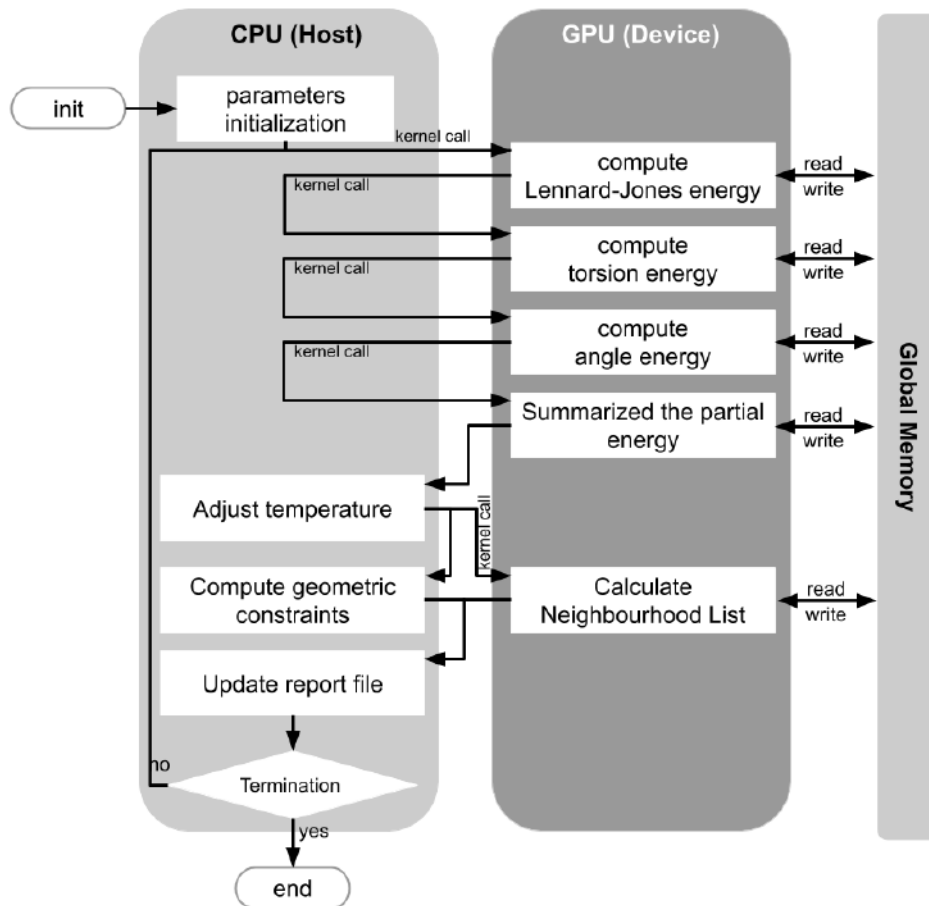 CPU (Host)
GPU (Device)
init
parameters
initialization
kernel call
compute
Lennard-Jones energy
read
write
kernel call
compute
torsion energy
read
write
kernel call
compute
angle energy
read
write
kernel call
Summarized the partial
energy
read
write
Global Memory
Adjust temperature
kernel call
Compute geometric
constraints
Calculate
Neighbourhood List
read
write
Update report file
no
Termination
yes
end